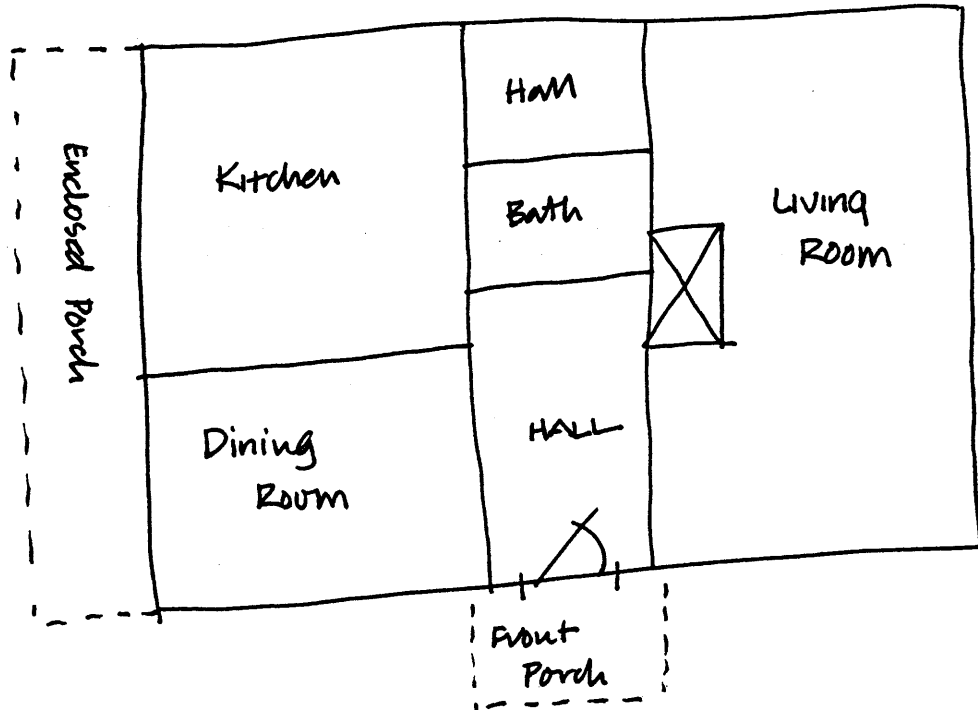 Hall
Kitchen
Bath
Living
Room
Enclosed Porch
HALL
Dining
Room
Front
Porch